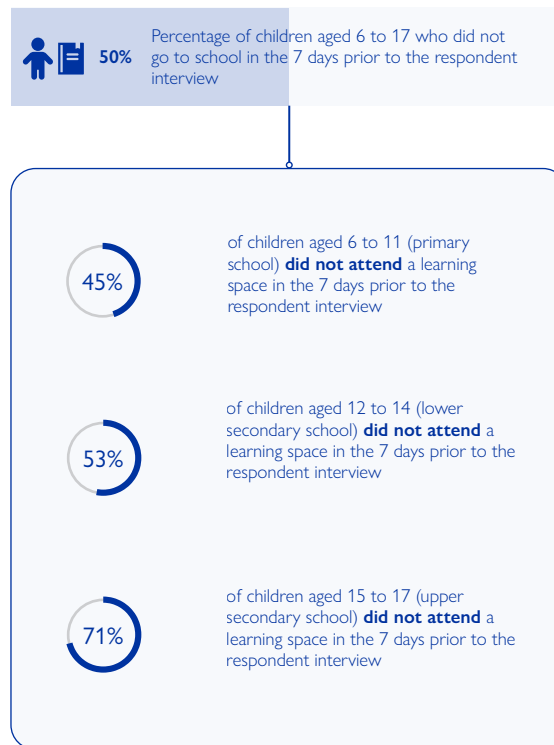 50%
Percentage of children aged 6 to 17 who did not
go to school in the 7 days prior to the respondent
interview
45%
of children aged 6 to 11 (primary
school) did not attend a learning
space in the 7 days prior to the
respondent interview
53%
of children aged 12 to 14 (lower
secondary school) did not attend a
learning space in the 7 days prior to the
respondent interview
71%
of children aged 15 to 17 (upper
secondary school) did not attend a
learning space in the 7 days prior to the
respondent interview